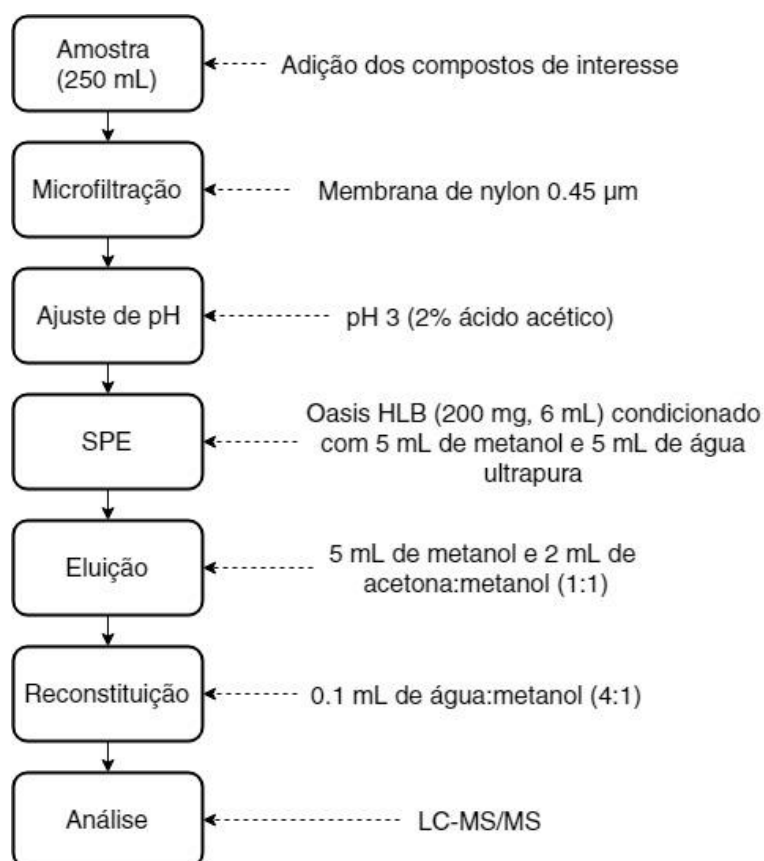 Amostra
(250 mL)
Adição dos compostos de interesse
Microfiltração
Membrana de nylon 0.45 µm
Ajuste de pH
pH 3 (2% ácido acético)
SPE
Oasis HLB (200 mg, 6 mL) condicionado
com 5 mL de metanol e 5 mL de água
ultrapura
Eluição
5 mL de metanol e 2 mL de
acetona:metanol (1:1)
Reconstituição
0.1 mL de água:metanol (4:1)
Análise
LC-MS/MS